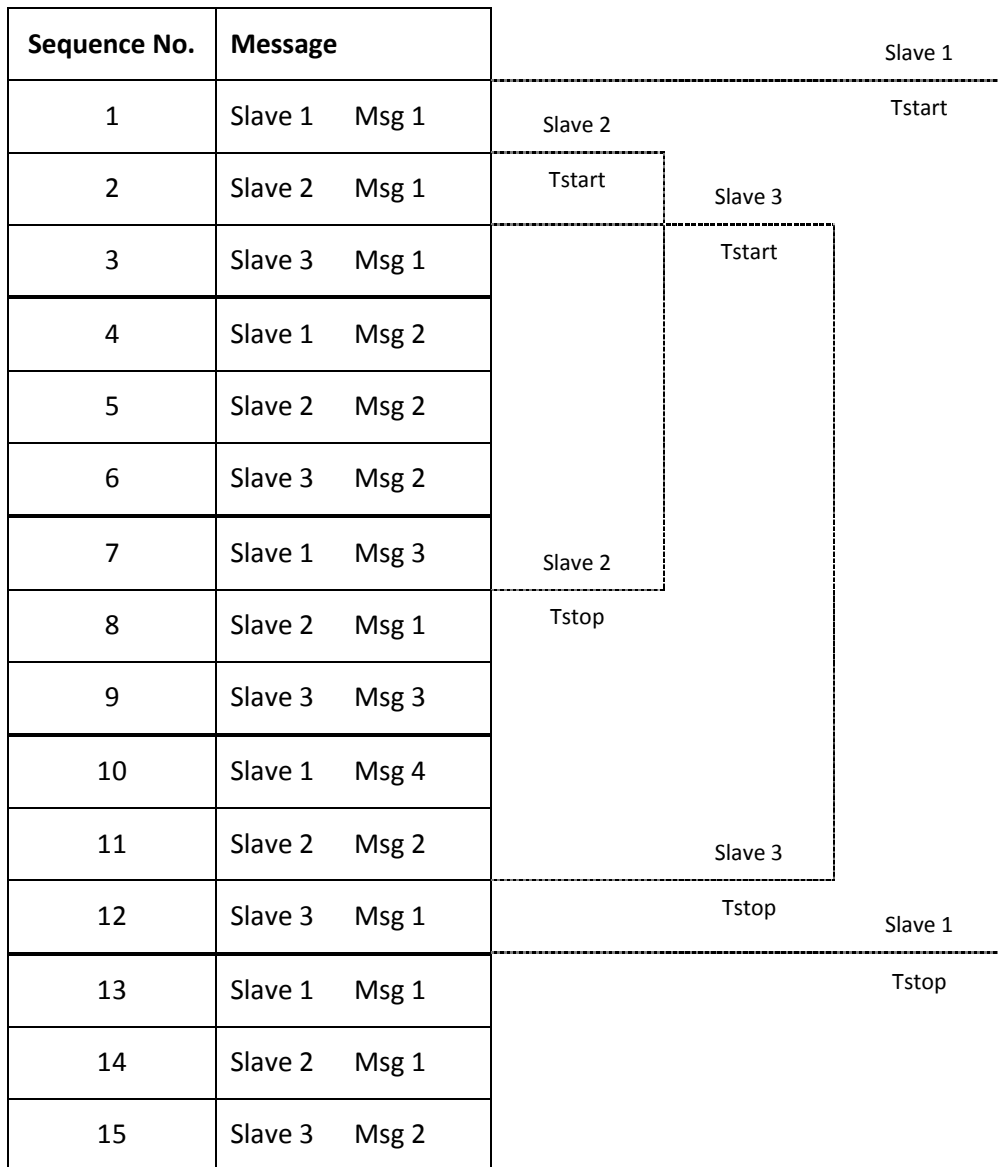 Sequence No. Message
Slave 1
1 Slave 1 Msg 1
Tstart
Slave 2
2 Slave 2 Msg 1
Tstart
Slave 3
3 Slave 3 Msg 1
Tstart
4 Slave 1 Msg 2
5 Slave 2 Msg 2
6 Slave 3 Msg 2
7 Slave 1 Msg 3
Slave 2
8 Slave 2 Msg 1
Tstop
9 Slave 3 Msg 3
10 Slave 1 Msg 4
11 Slave 2 Msg 2
Slave 3
12 Slave 3 Msg 1
Tstop
Slave 1
13 Slave 1 Msg 1
Tstop
14 Slave 2 Msg 1
15 Slave 3 Msg 2